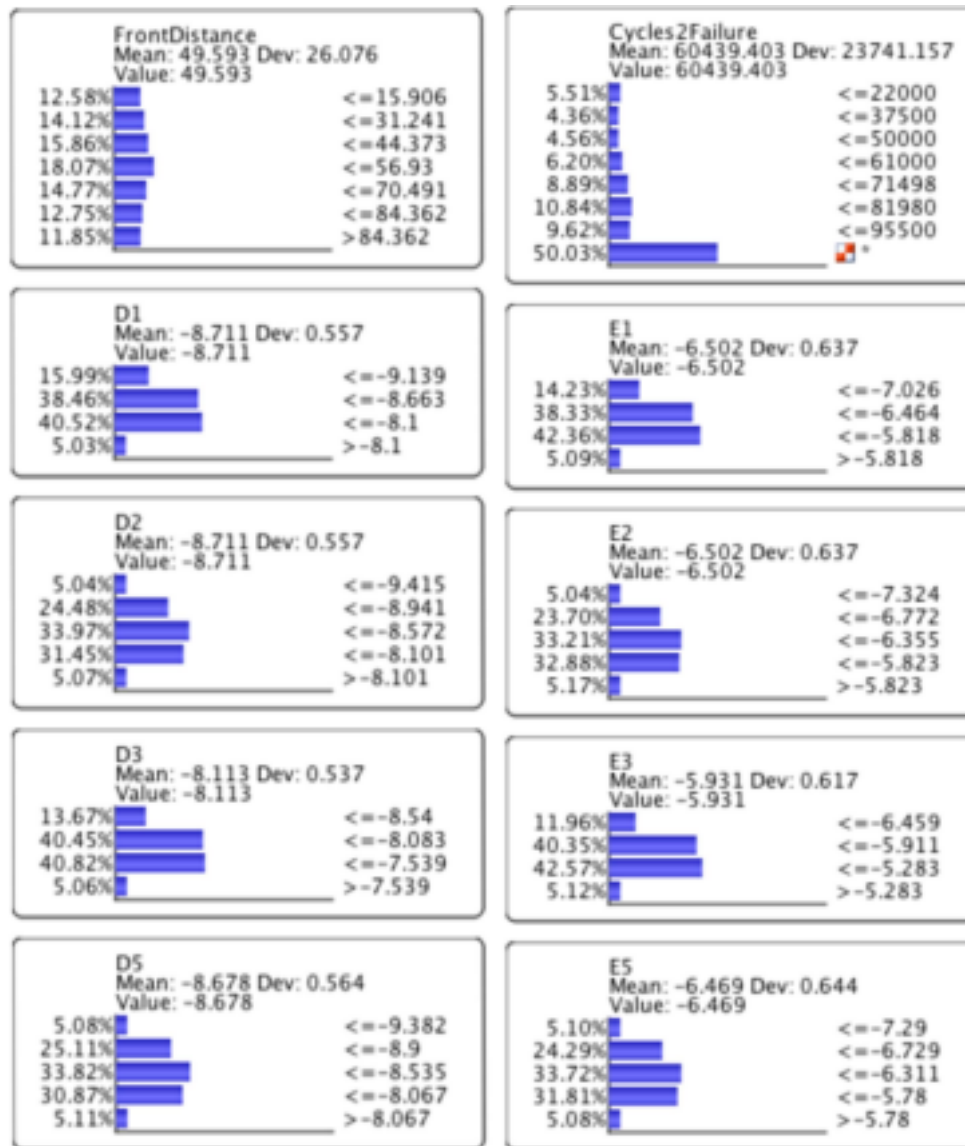 FrontDistance
Mean: 49.593 Dev: 26.076
Value: 49.593
12.58% <=15.906
14.12% <=31.241
15.86% <=44.373
18.07% <=56.93
14.77% <=70.491
12.75% <=84.362
11.85% >84.362
Cycles2Failure
Mean: 60439.403 Dev: 23741.157
Value: 60439.403
5.51% <=22000
4.36% <=37500
4.56% <=50000
6.20% <=61000
8.89% <=71498
10.84% <=81980
9.62% <=95500
50.03% *
D1
Mean: -8.711 Dev: 0.557
Value: -8.711
15.99% <=-9.139
38.46% <=-8.663
40.52% <=-8.1
5.03% >-8.1
E1
Mean: -6.502 Dev: 0.637
Value: -6.502
14.23% <=-7.026
38.33% <=-6.464
42.36% <=-5.818
5.09% >-5.818
D2
Mean: -8.711 Dev: 0.557
Value: -8.711
5.04% <=-9.415
24.48% <=-8.941
33.97% <=-8.572
31.45% <=-8.101
5.07% >-8.101
E2
Mean: -6.502 Dev: 0.637
Value: -6.502
5.04% <=-7.324
23.70% <=-6.772
33.21% <=-6.355
32.88% <=-5.823
5.17% >-5.823
D3
Mean: -8.113 Dev: 0.537
Value: -8.113
13.67% <=-8.54
40.45% <=-8.083
40.82% <=-7.539
5.06% >-7.539
E3
Mean: -5.931 Dev: 0.617
Value: -5.931
11.96% <=-6.459
40.35% <=-5.911
42.57% <=-5.283
5.12% >-5.283
D5
Mean: -8.678 Dev: 0.564
Value: -8.678
5.08% <=-9.382
25.11% <=-8.9
33.82% <=-8.535
30.87% <=-8.067
5.11% >-8.067
E5
Mean: -6.469 Dev: 0.644
Value: -6.469
5.10% <=-7.29
24.29% <=-6.729
33.72% <=-6.311
31.81% <=-5.78
5.08% >-5.78